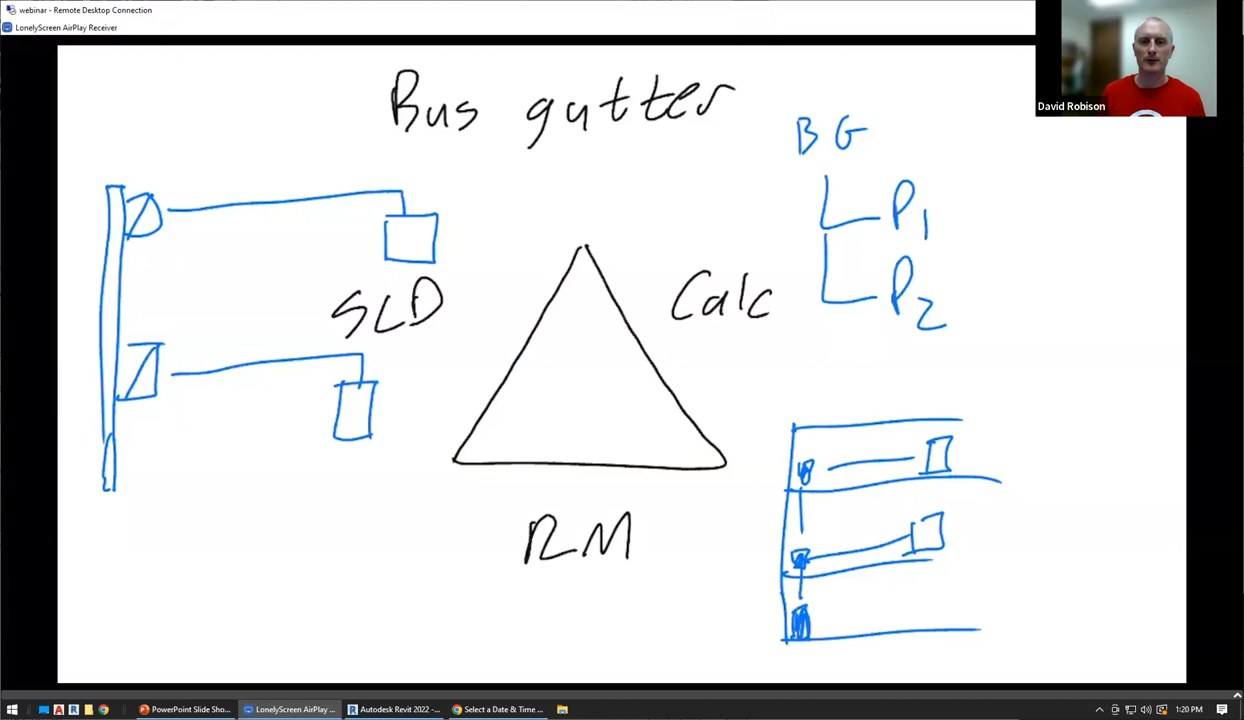 webinar - Remote Desktop Connection
LonelyScreen AirPlay Receiver
David Robison
Bus gutter
BG
P1
P2
SLD
Calc
RM
PowerPoint Slide Sho...
LonelyScreen AirPlay ...
Autodesk Revit 2022 - ...
Select a Date & Time ...
1:20 PM